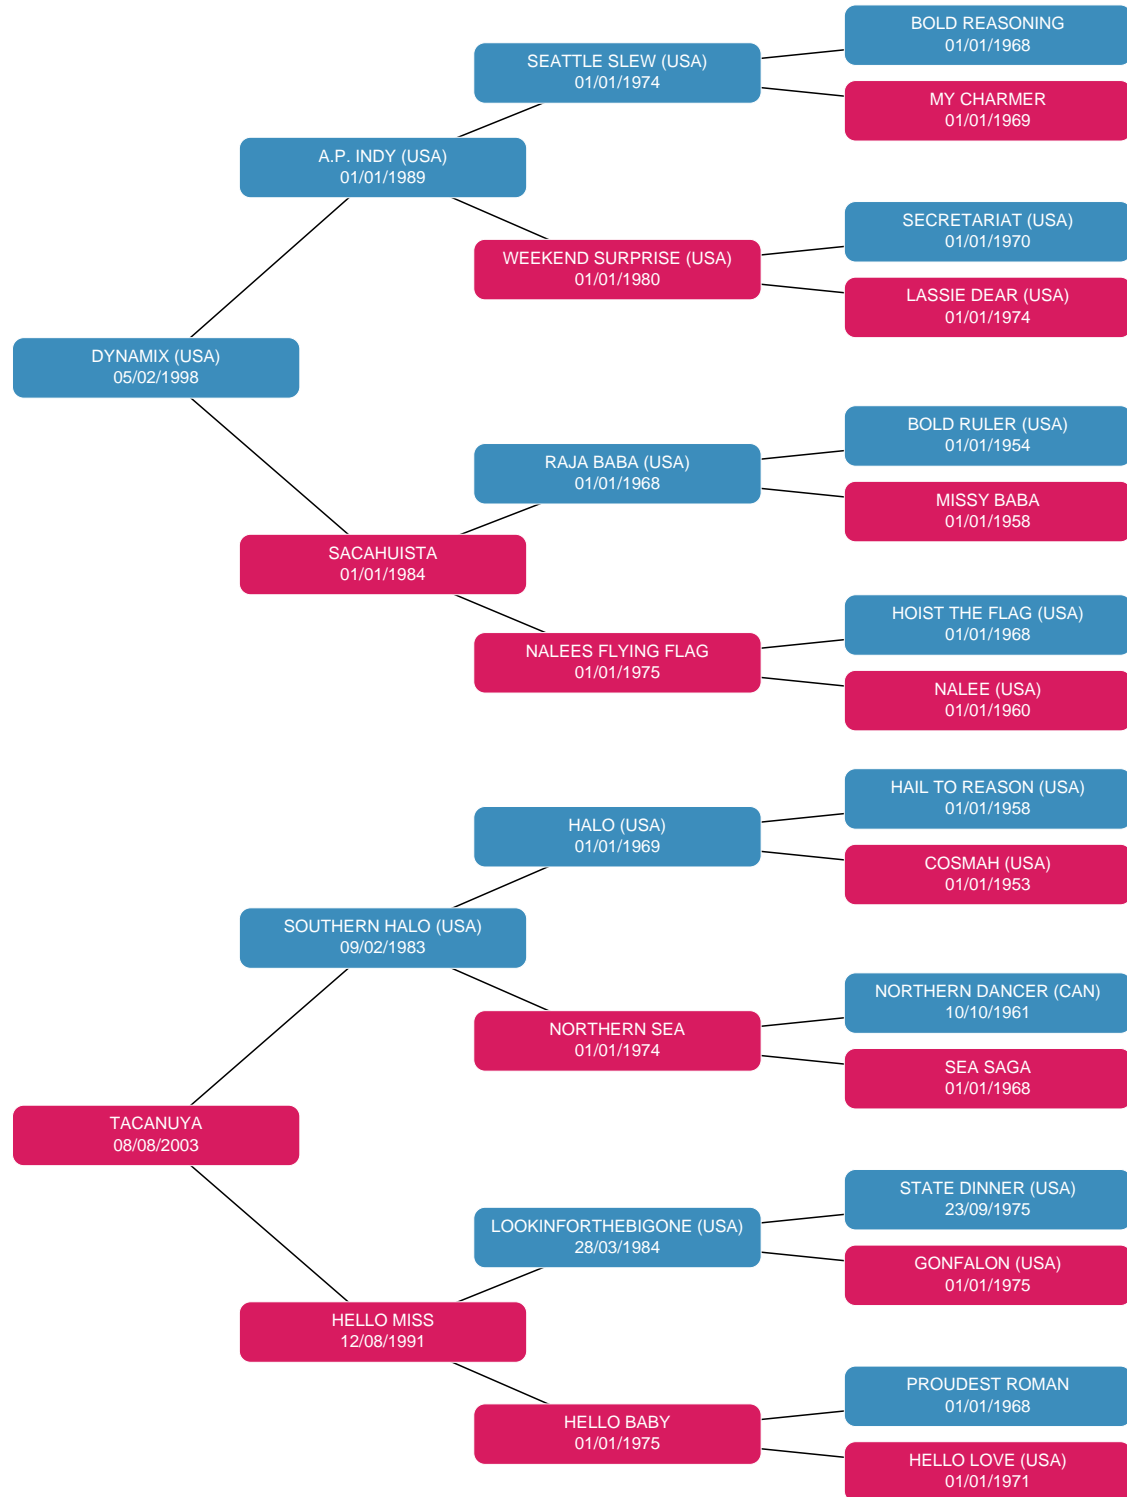 BOLD REASONING
01/01/1968
SEATTLE SLEW (USA)
01/01/1974
MY CHARMER
01/01/1969
A.P. INDY (USA)
01/01/1989
SECRETARIAT (USA)
01/01/1970
WEEKEND SURPRISE (USA)
01/01/1980
LASSIE DEAR (USA)
01/01/1974
DYNAMIX (USA)
05/02/1998
BOLD RULER (USA)
01/01/1954
RAJA BABA (USA)
01/01/1968
MISSY BABA
01/01/1958
SACAHUISTA
01/01/1984
HOIST THE FLAG (USA)
01/01/1968
NALEES FLYING FLAG
01/01/1975
NALEE (USA)
01/01/1960
HAIL TO REASON (USA)
01/01/1958
HALO (USA)
01/01/1969
COSMAH (USA)
01/01/1953
SOUTHERN HALO (USA)
09/02/1983
NORTHERN DANCER (CAN)
10/10/1961
NORTHERN SEA
01/01/1974
SEA SAGA
01/01/1968
TACANUYA
08/08/2003
STATE DINNER (USA)
23/09/1975
LOOKINFORTHEBIGONE (USA)
28/03/1984
GONFALON (USA)
01/01/1975
HELLO MISS
12/08/1991
PROUDEST ROMAN
01/01/1968
HELLO BABY
01/01/1975
HELLO LOVE (USA)
01/01/1971